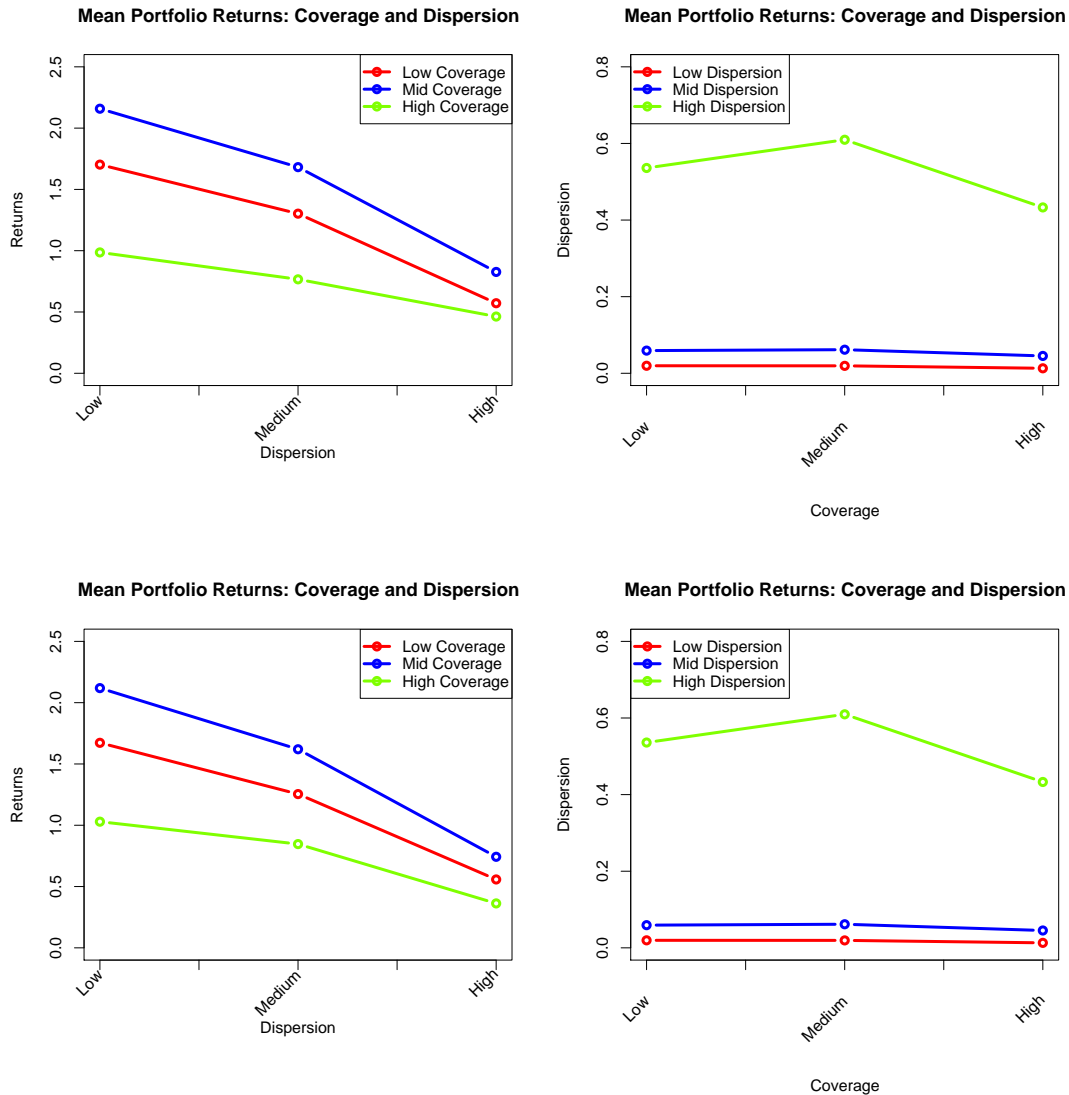 Mean Portfolio Returns: Coverage and Dispersion
Returns
2.5
2.0
1.5
1.0
0.5
0.0
Low Coverage
Mid Coverage
High Coverage
Low
Medium
High
Dispersion
Mean Portfolio Returns: Coverage and Dispersion
Dispersion
0.8
0.6
0.4
0.2
0.0
Low Dispersion
Mid Dispersion
High Dispersion
Low
Medium
High
Coverage
Mean Portfolio Returns: Coverage and Dispersion
Returns
2.5
2.0
1.5
1.0
0.5
0.0
Low Coverage
Mid Coverage
High Coverage
Low
Medium
High
Dispersion
Mean Portfolio Returns: Coverage and Dispersion
Dispersion
0.8
0.6
0.4
0.2
0.0
Low Dispersion
Mid Dispersion
High Dispersion
Low
Medium
High
Coverage